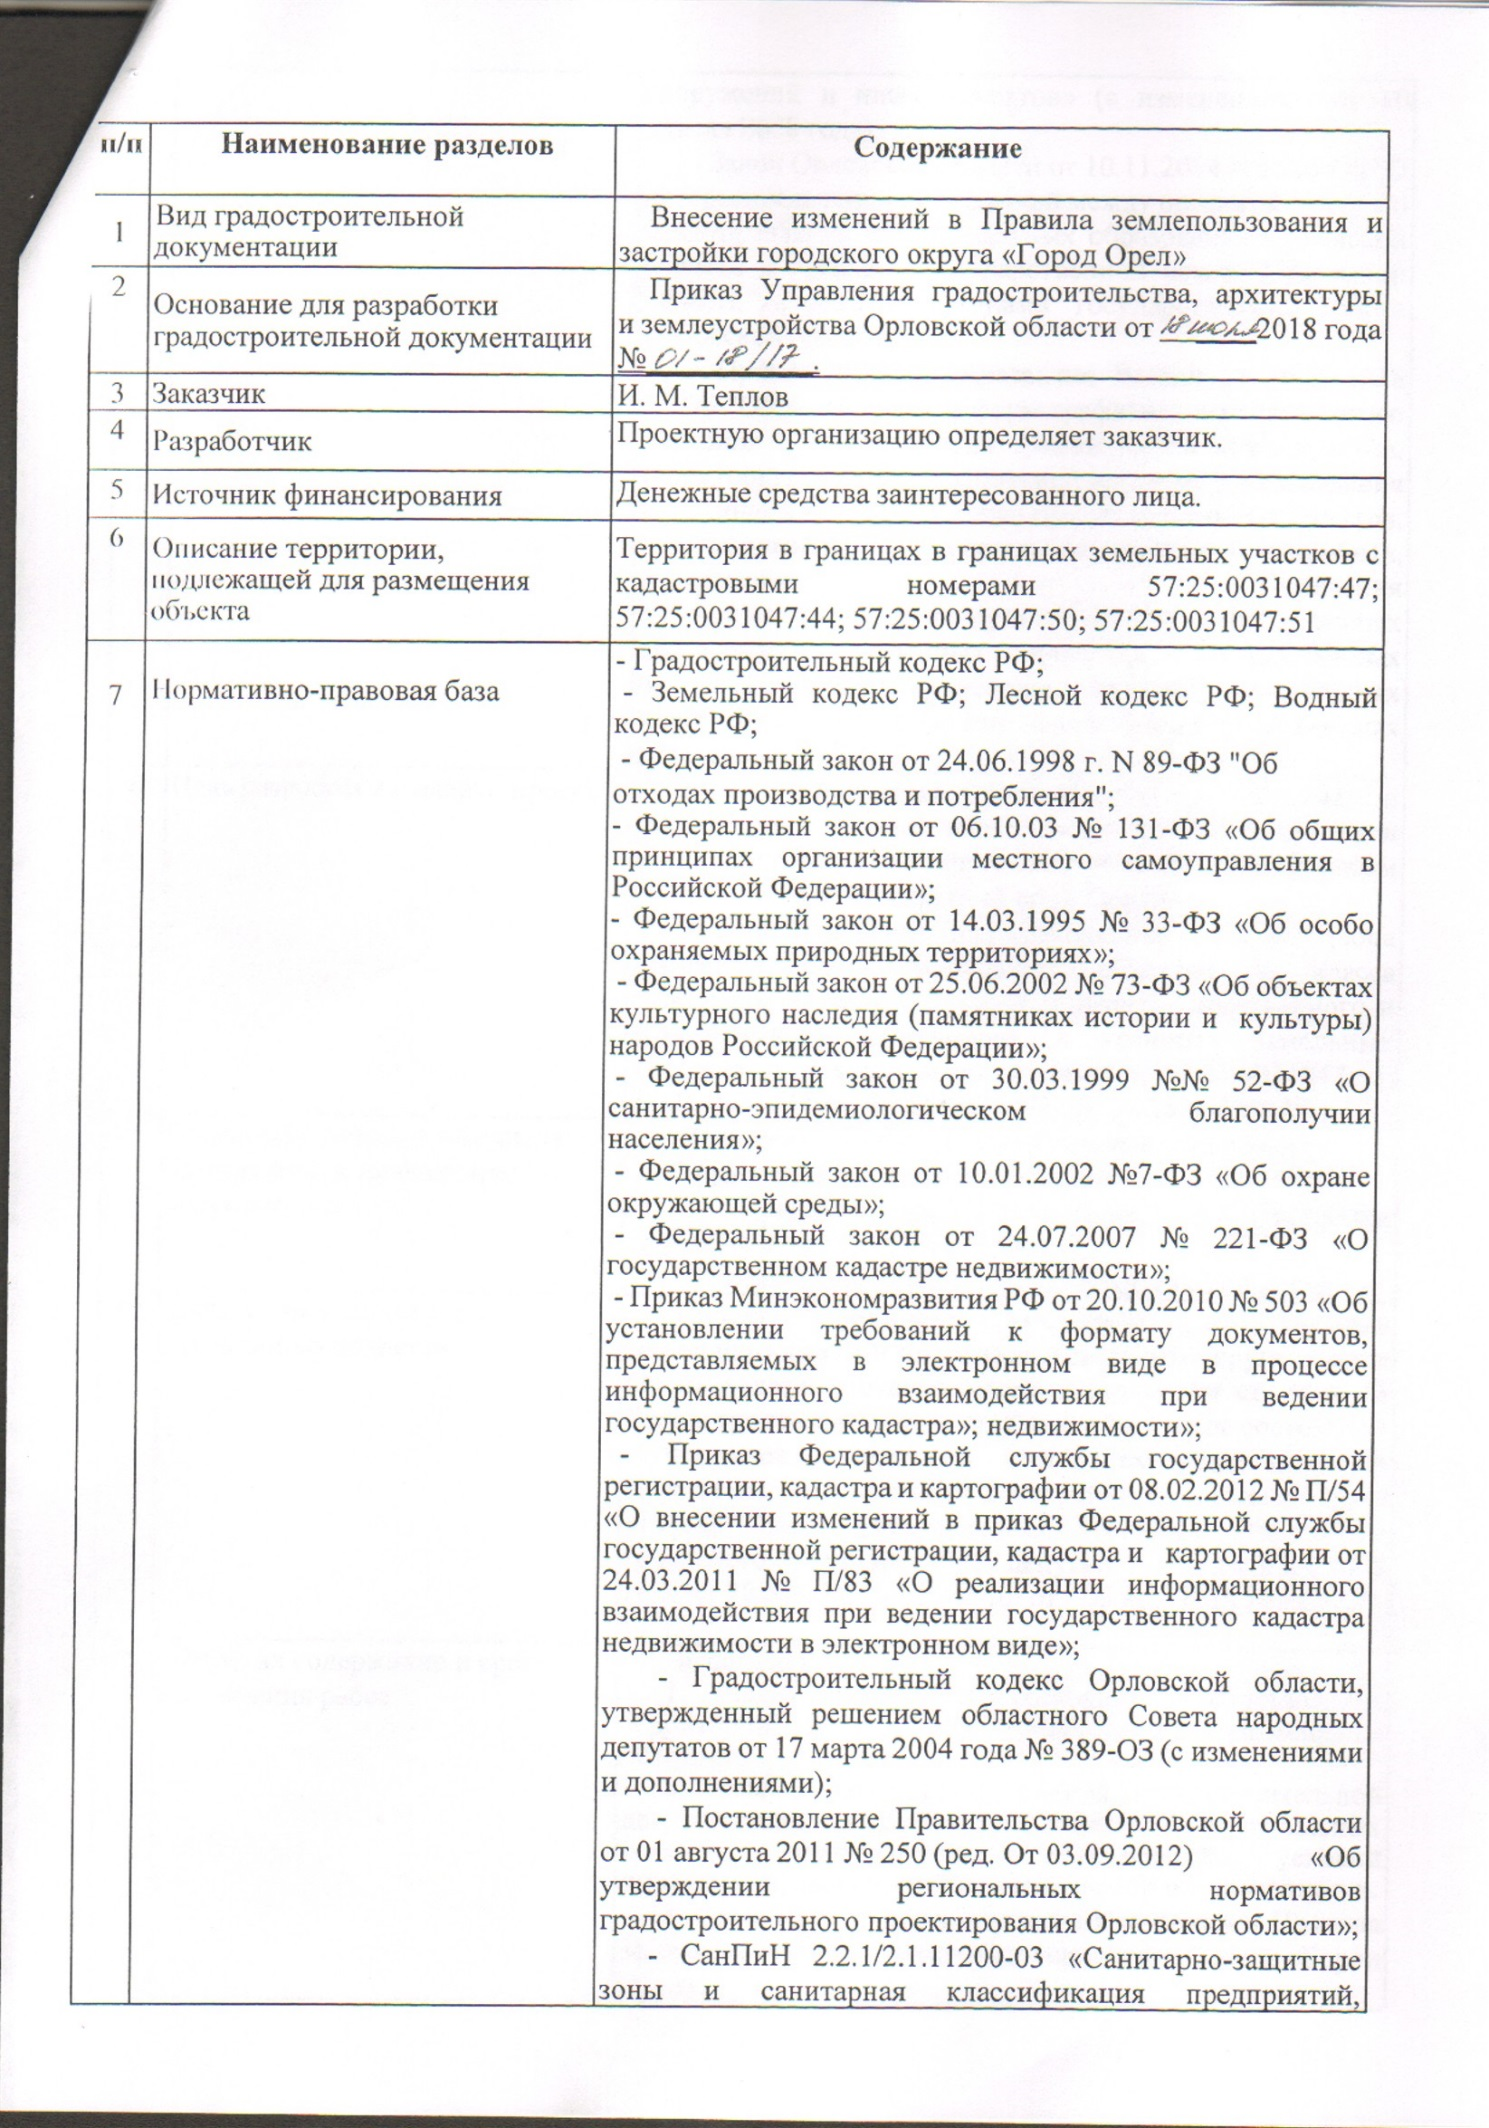 п/п Наименование разделов Содержание
1 Вид градостроительной документации
Внесение изменений в Правила землепользования и
застройки городского округа «Город Орел»
2 Основание для разработки
градостроительной документации
Приказ Управления градостроительства, архитектуры
и землеустройства Орловской области от 2018 года
№ 01-18/17.
3 Заказчик И. М. Теплов
4 Разработчик Проектную организацию определяет заказчик.
5 Источник финансирования Денежные средства заинтересованного лица.
6 Описание территории,
подлежащей для размещения
объекта
Территория в границах в границах земельных участков с
кадастровыми номерами 57:25:0031047:47;
57:25:0031047:44; 57:25:0031047:50; 57:25:0031047:51
7 Нормативно-правовая база
- Градостроительный кодекс РФ;
- Земельный кодекс РФ; Лесной кодекс РФ; Водный
кодекс РФ;
- Федеральный закон от 24.06.1998 г. N 89-ФЗ "Об
отходах производства и потребления";
- Федеральный закон от 06.10.03 № 131-ФЗ «Об общих
принципах организации местного самоуправления в
Российской Федерации»;
- Федеральный закон от 14.03.1995 № 33-ФЗ «Об особо
охраняемых природных территориях»;
- Федеральный закон от 25.06.2002 № 73-ФЗ «Об объектах
культурного наследия (памятниках истории и культуры)
народов Российской Федерации»;
- Федеральный закон от 30.03.1999 №№ 52-ФЗ «О
санитарно-эпидемиологическом благополучии
населения»;
- Федеральный закон от 10.01.2002 №7-ФЗ «Об охране
окружающей среды»;
- Федеральный закон от 24.07.2007 № 221-ФЗ «О
государственном кадастре недвижимости»;
- Приказ Минэкономразвития РФ от 20.10.2010 № 503 «Об
установлении требований к формату документов,
представляемых в электронном виде в процессе
информационного взаимодействия при ведении
государственного кадастра»; недвижимости»;
- Приказ Федеральной службы государственной
регистрации, кадастра и картографии от 08.02.2012 № П/54
«О внесении изменений в приказ Федеральной службы
государственной регистрации, кадастра и картографии от
24.03.2011 № П/83 «О реализации информационного
взаимодействия при ведении государственного кадастра
недвижимости в электронном виде»;
- Градостроительный кодекс Орловской области,
утвержденный решением областного Совета народных
депутатов от 17 марта 2004 года № 389-ОЗ (с изменениями
и дополнениями);
- Постановление Правительства Орловской области
от 01 августа 2011 № 250 (ред. От 03.09.2012) «Об
утверждении региональных нормативов
градостроительного проектирования Орловской области»;
- СанПиН 2.2.1/2.1.11200-03 «Санитарно-защитные
зоны и санитарная классификация предприятий,